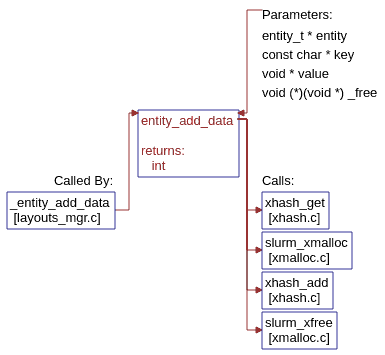 Parameters:
entity_t * entity
const char * key
void * value
void (*)(void *) _free
entity_add_data
returns:
int
Called By:
_entity_add_data
[layouts_mgr.c]
Calls:
xhash_get
[xhash.c]
slurm_xmalloc
[xmalloc.c]
xhash_add
[xhash.c]
slurm_xfree
[xmalloc.c]